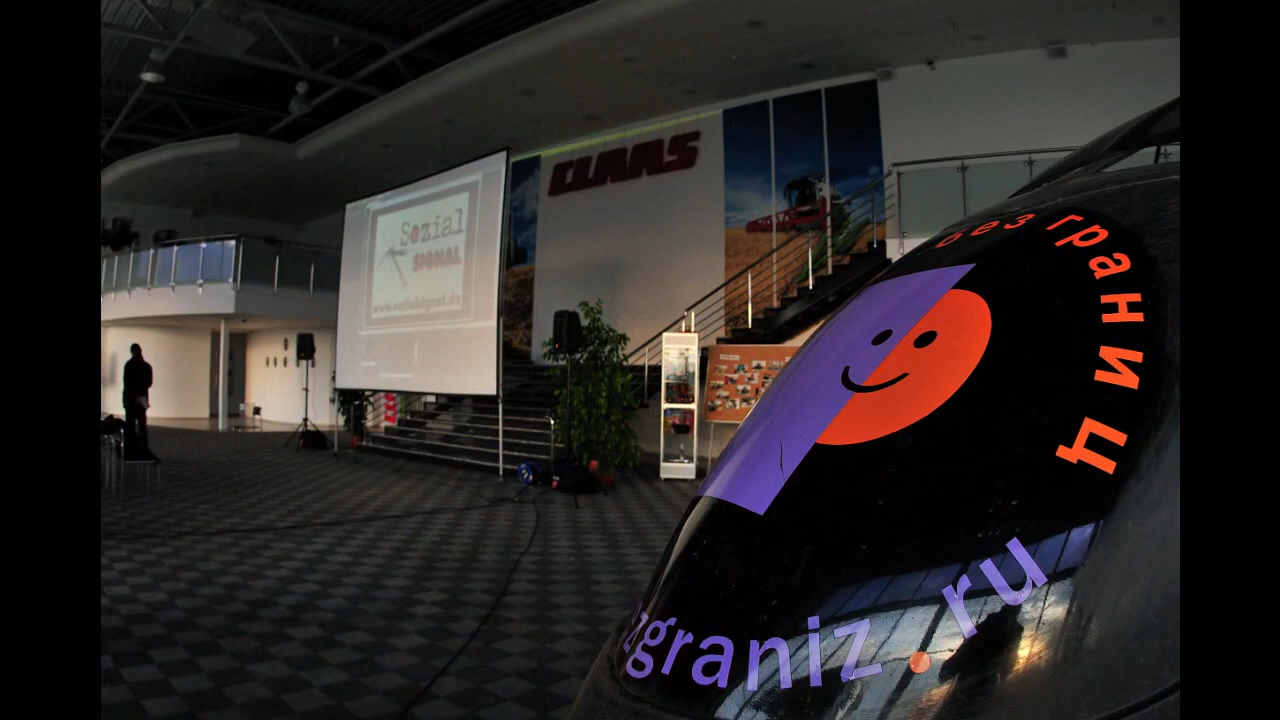 CLAAS
Sozial
SIGNAL
www.sozialsignal.de
без границ
zgraniz.ru